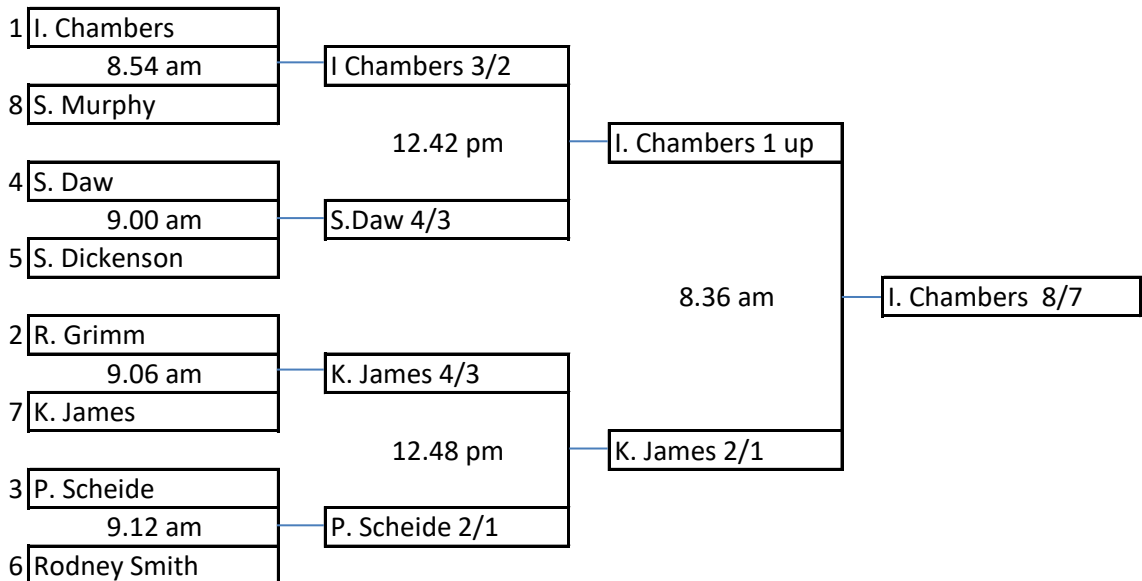 1 I. Chambers
8.54 am
8 S. Murphy
I Chambers 3/2
12.42 pm
4 S. Daw
9.00 am
5 S. Dickenson
S.Daw 4/3
I. Chambers 1 up
8.36 am
I. Chambers 8/7
2 R. Grimm
9.06 am
7 K. James
K. James 4/3
12.48 pm
3 P. Scheide
9.12 am
6 Rodney Smith
P. Scheide 2/1
K. James 2/1